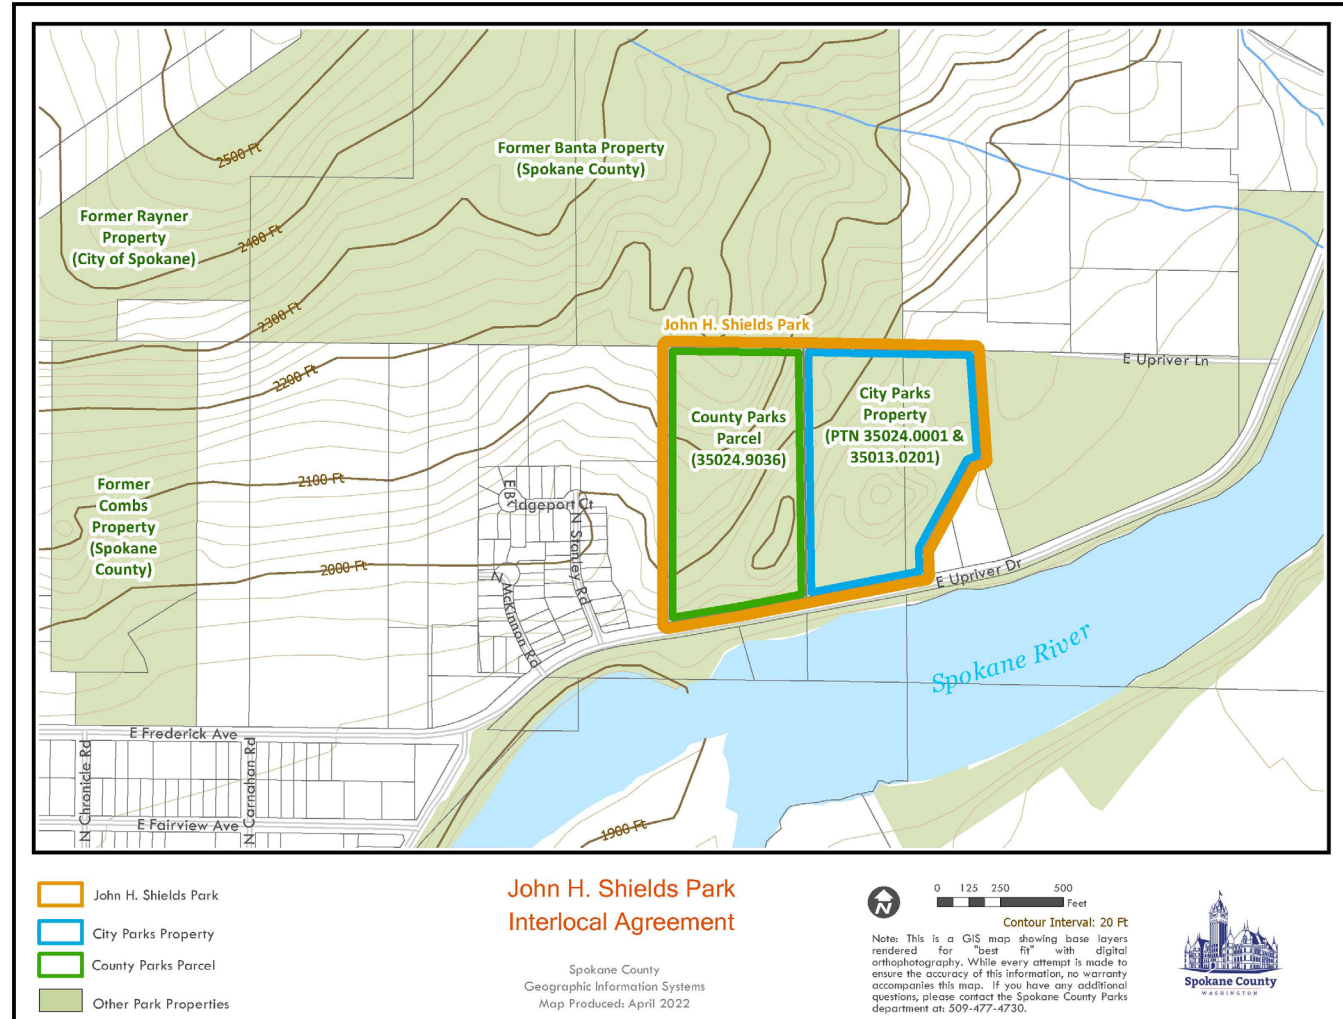 2500 Ft
Former Banta Property
(Spokane County)
Former Rayner
Property
(City of Spokane)
2400 Ft
2300 Ft
John H. Shields Park
E Upriver Ln
2200 Ft
County Parks
Parcel
(35024.9036)
City Parks
Property
(PTN 35024.0001 &
35013.0201)
2100 Ft
Former
Combs
Property
(Spokane
County)
E B
idgeport Ct
N Stanley Rd
2000 Ft
N McKinnon Rd
E Upriver Dr
Spokane River
E Frederick Ave
N Chronicle Rd
N Carnahan Rd
E Fairview Ave
1900 Ft
John H. Shields Park
City Parks Property
County Parks Parcel
Other Park Properties
John H. Shields Park
Interlocal Agreement
Spokane County
Geographic Information Systems
Map Produced: April 2022
N
0 125 250 500
Feet
Contour Interval: 20 Ft
Note: This is a GIS map showing base layers
rendered for "best fit" with digital
orthophotography. While every attempt is made to
ensure the accuracy of this information, no warranty
accompanies this map. If you have any additional
questions, please contact the Spokane County Parks
department at: 509-477-4730.
Spokane County
WASHINGTON